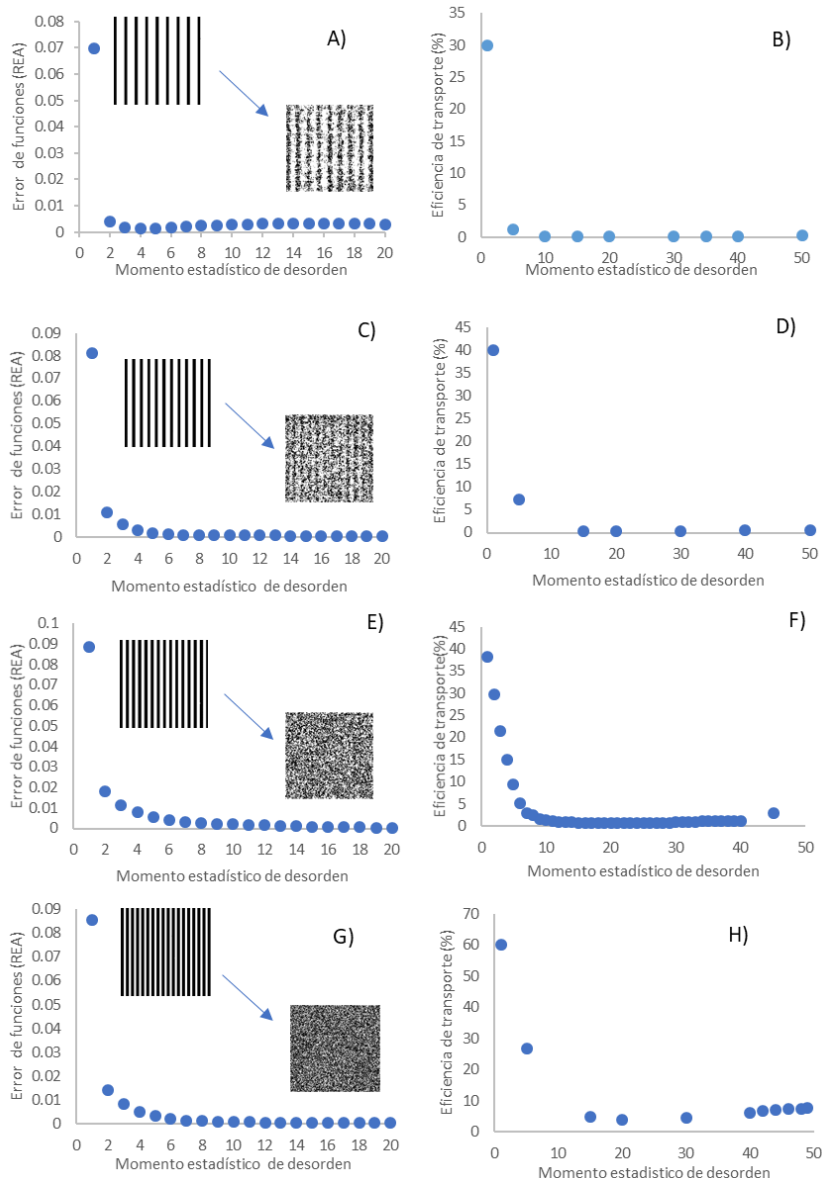 A)
Error de funciones (REA)
0.08
0.07
0.06
0.05
0.04
0.03
0.02
0.01
0
0 2 4 6 8 10 12 14 16 18 20
Momento estadístico de desorden
B)
Eficiencia de transporte (%)
35
30
25
20
15
10
5
0
0 10 20 30 40 50
Momento estadístico de desorden
C)
Error de funciones (REA)
0.09
0.08
0.07
0.06
0.05
0.04
0.03
0.02
0.01
0
0 2 4 6 8 10 12 14 16 18 20
Momento estadístico de desorden
D)
Eficiencia de transporte (%)
45
40
35
30
25
20
15
10
5
0
0 10 20 30 40 50
Momento estadístico de desorden
E)
Error de funciones (REA)
0.1
0.09
0.08
0.07
0.06
0.05
0.04
0.03
0.02
0.01
0
0 2 4 6 8 10 12 14 16 18 20
Momento estadístico de desorden
F)
Eficiencia de transporte(%)
45
40
35
30
25
20
15
10
5
0
0 10 20 30 40 50
Momento estadístico de desorden
G)
Error de funciones (REA)
0.09
0.08
0.07
0.06
0.05
0.04
0.03
0.02
0.01
0
0 2 4 6 8 10 12 14 16 18 20
Momento estadístico de desorden
H)
Eficiencia de transporte (%)
70
60
50
40
30
20
10
0
0 10 20 30 40 50
Momento estadistico de desorden